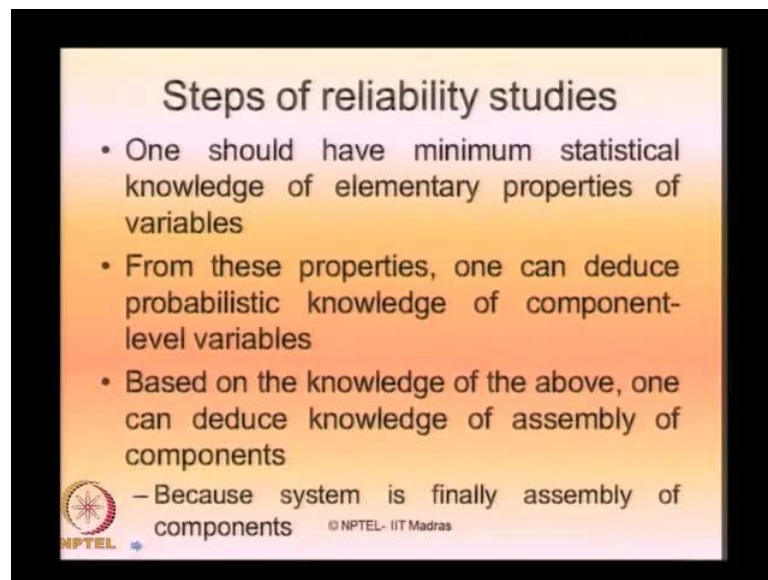 Steps of reliability studies
• One should have minimum statistical
knowledge of elementary properties of
variables
• From these properties, one can deduce
probabilistic knowledge of component-
level variables
• Based on the knowledge of the above, one
can deduce knowledge of assembly of
components
– Because system is finally assembly of
components © NPTEL- IIT Madras
NPTEL